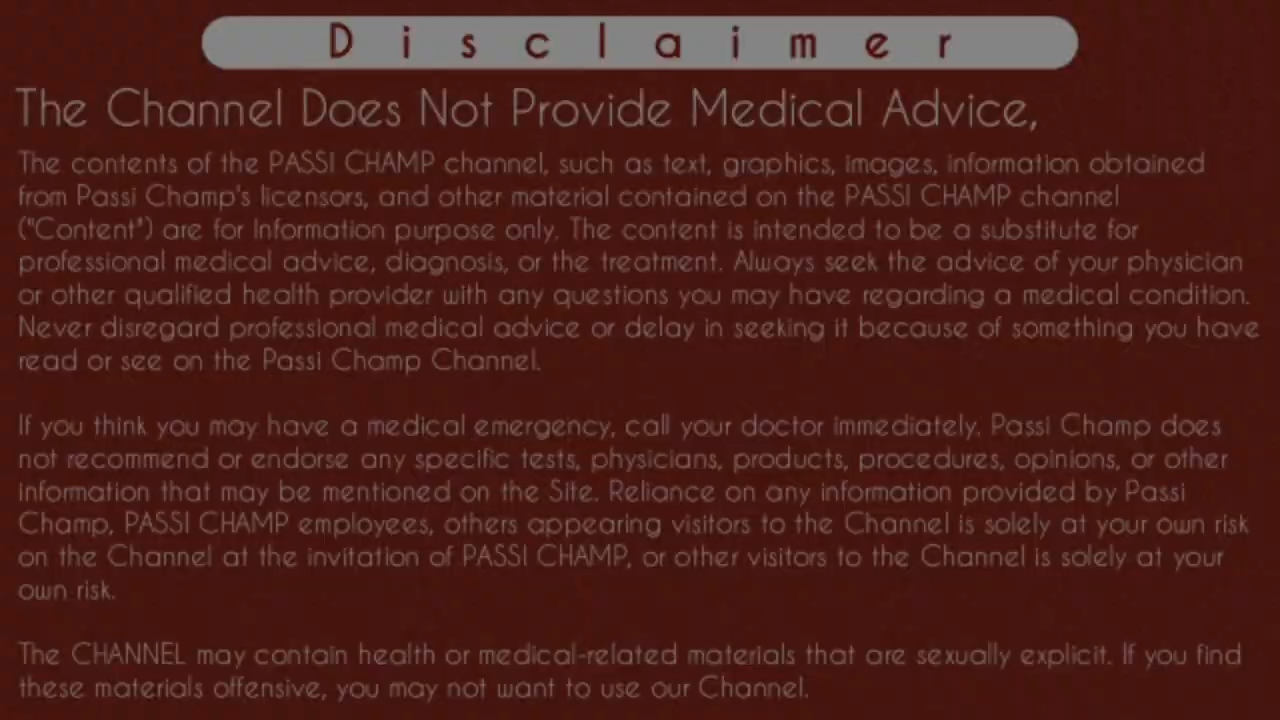 Disclaimer
The Channel Does Not Provide Medical Advice,
The contents of the PASSI CHAMP channel, such as text, graphics, images, information obtained
from Passi Champ's licensors, and other material contained on the PASSI CHAMP channel
("Content") are for Information purpose only. The content is intended to be a substitute for
professional medical advice, diagnosis, or the treatment. Always seek the advice of your physician
or other qualified health provider with any questions you may have regarding a medical condition.
Never disregard professional medical advice or delay in seeking it because of something you have
read or see on the Passi Champ Channel.
If you think you may have a medical emergency, call your doctor immediately. Passi Champ does
not recommend or endorse any specific tests, physicians, products, procedures, opinions, or other
information that may be mentioned on the Site. Reliance on any information provided by Passi
Champ, PASSI CHAMP employees, others appearing visitors to the Channel is solely at your own risk
on the Channel at the invitation of PASSI CHAMP, or other visitors to the Channel is solely at your
own risk.
The CHANNEL may contain health or medical-related materials that are sexually explicit. If you find
these materials offensive, you may not want to use our Channel.